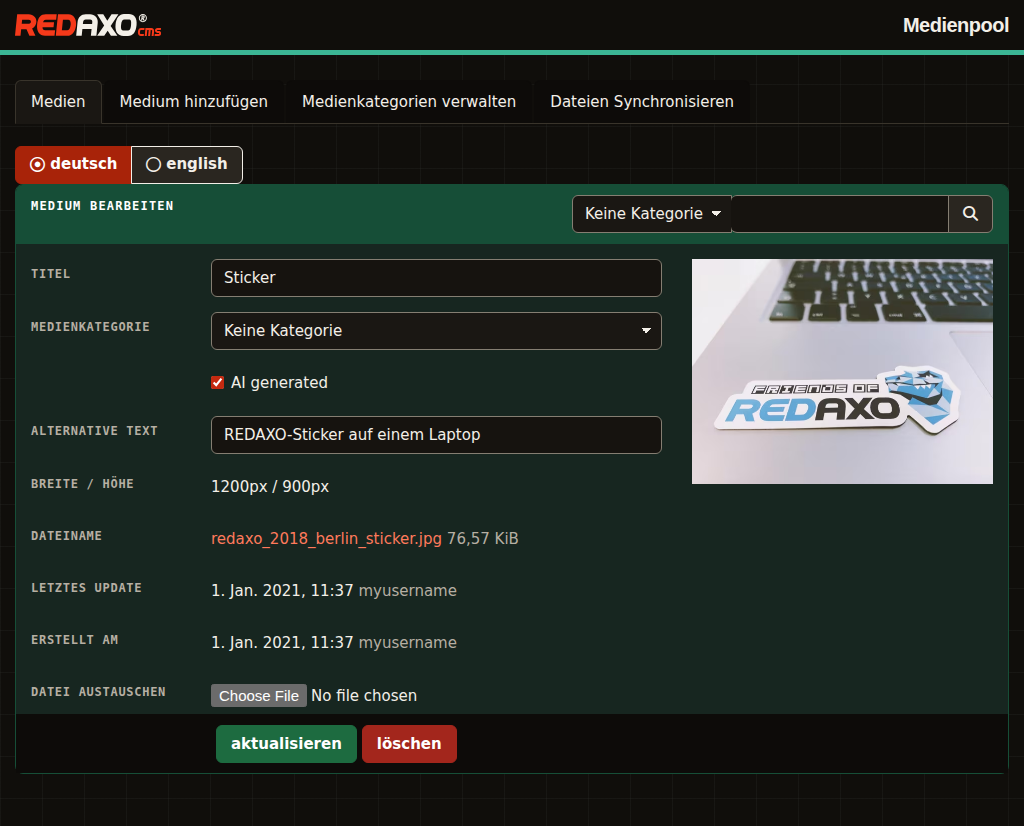 REDAXO® cms
Medienpool
Medien
Medium hinzufügen
Medienkategorien verwalten
Dateien Synchronisieren
deutsch
english
MEDIUM BEARBEITEN
Keine Kategorie
TITEL
Sticker
MEDIENKATEGORIE
Keine Kategorie
AI generated
ALTERNATIVE TEXT
REDAXO-Sticker auf einem Laptop
BREITE / HÖHE
1200px / 900px
DATEINAME
redaxo_2018_berlin_sticker.jpg 76,57 KiB
LETZTES UPDATE
1. Jan. 2021, 11:37 myusername
ERSTELLT AM
1. Jan. 2021, 11:37 myusername
DATEI AUSTAUSCHEN
Choose File No file chosen
aktualisieren
löschen
FRIENDS OF
REDAXO